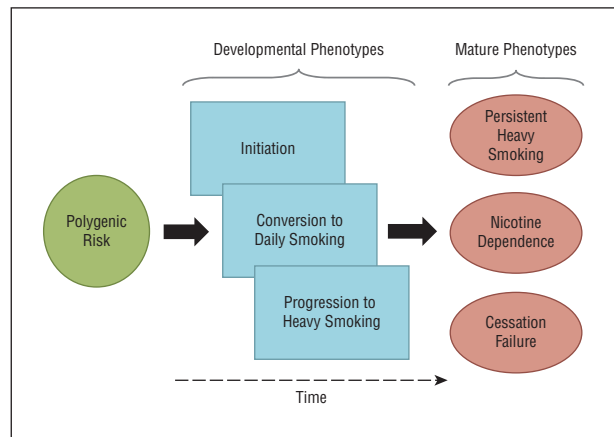 Developmental Phenotypes
Mature Phenotypes
Polygenic
Risk
Initiation
Conversion to
Daily Smoking
Progression to
Heavy Smoking
Persistent
Heavy
Smoking
Nicotine
Dependence
Cessation
Failure
Time